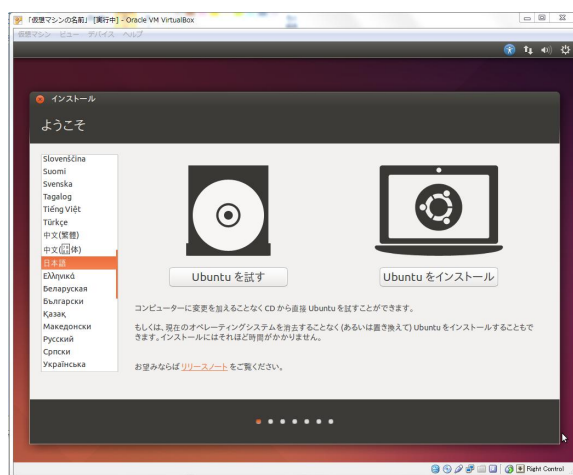 「仮想マシンの名前」 [実行中] - Oracle VM VirtualBox
仮想マシン ビュー デバイス ヘルプ
インストール
ようこそ
Slovenščina
Suomi
Svenska
Tagalog
Tiếng Việt
Türkçe
中文(繁體)
中文(体)
日本語
Ελληνικά
Беларуская
Български
Қазақ
Македонски
Русский
Српски
Українська
Ubuntu を試す
Ubuntu をインストール
コンピューターに変更を加えることなく CD から直接 Ubuntu を試すことができます。
もしくは、現在のオペレーティングシステムを消去することなく (あるいは置き換えて) Ubuntu をインストールすることもで
きます。インストールにはそれほど時間がかかりません。
お望みならば リリースノート をご覧ください。
Right Control